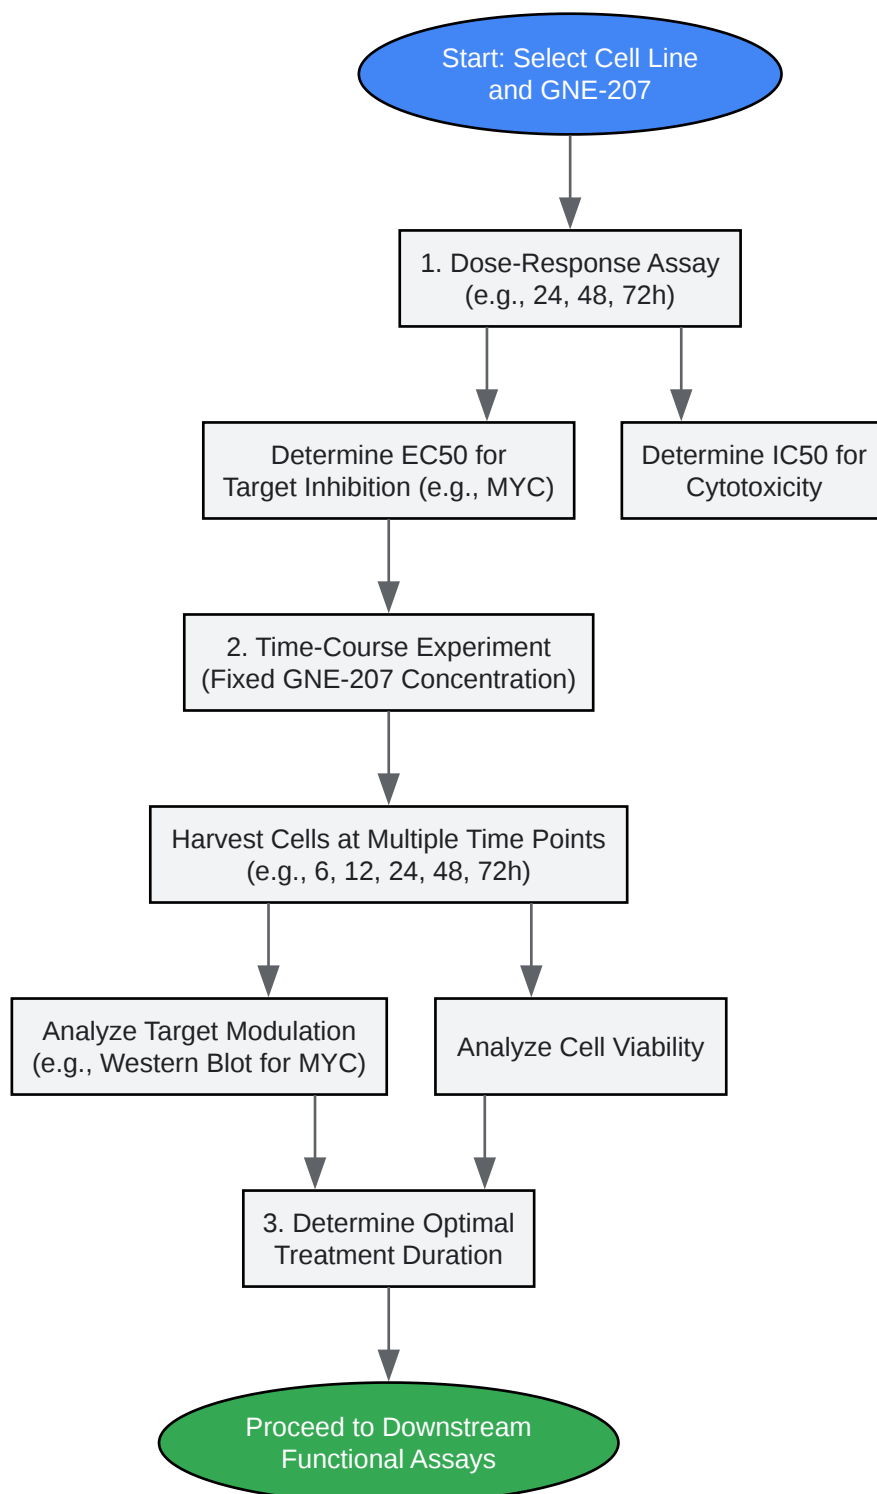 Start: Select Cell Line
and GNE-207
1. Dose-Response Assay
(e.g., 24, 48, 72h)
Determine EC50 for
Target Inhibition (e.g., MYC)
Determine IC50 for
Cytotoxicity
2. Time-Course Experiment
(Fixed GNE-207 Concentration)
Harvest Cells at Multiple Time Points
(e.g., 6, 12, 24, 48, 72h)
Analyze Target Modulation
(e.g., Western Blot for MYC)
Analyze Cell Viability
3. Determine Optimal
Treatment Duration
Proceed to Downstream
Functional Assays